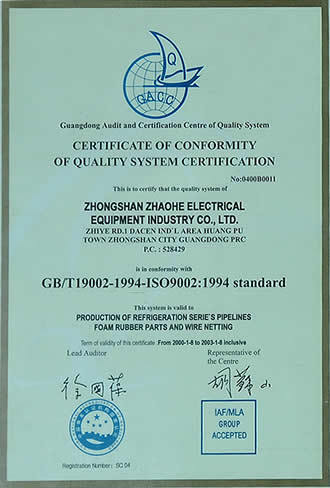 Q
GACC
Guangdong Audit and Certification Centre of Quality System
CERTIFICATE OF CONFORMITY
OF QUALITY SYSTEM CERTIFICATION
No:0400B0011
This is to certify that the quality system of
ZHONGSHAN ZHAOHE ELECTRICAL
EQUIPMENT INDUSTRY CO., LTD.
ZHIYE RD.1 DACEN IND'L AREA HUANG PU
TOWN ZHONGSHAN CITY GUANGDONG PRC
P.C. : 528429
is in conformity with
GB/T19002-1994-ISO9002:1994 standard
This system is valid to
PRODUCTION OF REFRIGERATION SERIE'S PIPELINES
FOAM RUBBER PARTS AND WIRE NETTING
Term of validity of this certificate :From 2000-1-8 to 2003-1-8 inclusive
Lead Auditor
Representative of
the Centre
IAF/MLA
GROUP
ACCEPTED
Registration Number: SC 04